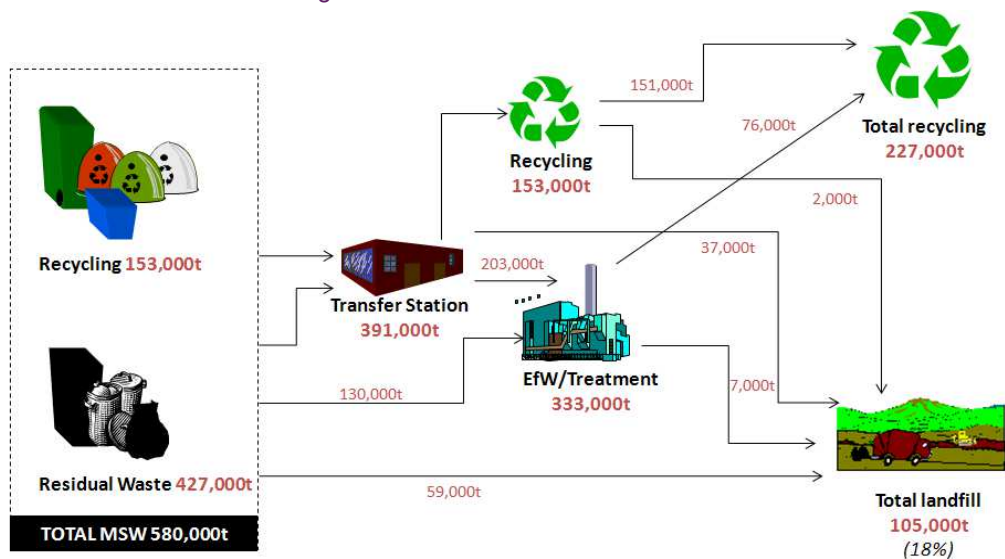 151,000t
76,000t
Total recycling
227,000t
Recycling
153,000t
2,000t
Recycling 153,000t
203,000t
37,000t
Transfer Station
391,000t
EfW/Treatment
333,000t
130,000t
7,000t
Residual Waste 427,000t
59,000t
Total landfill
105,000t
(18%)
TOTAL MSW 580,000t